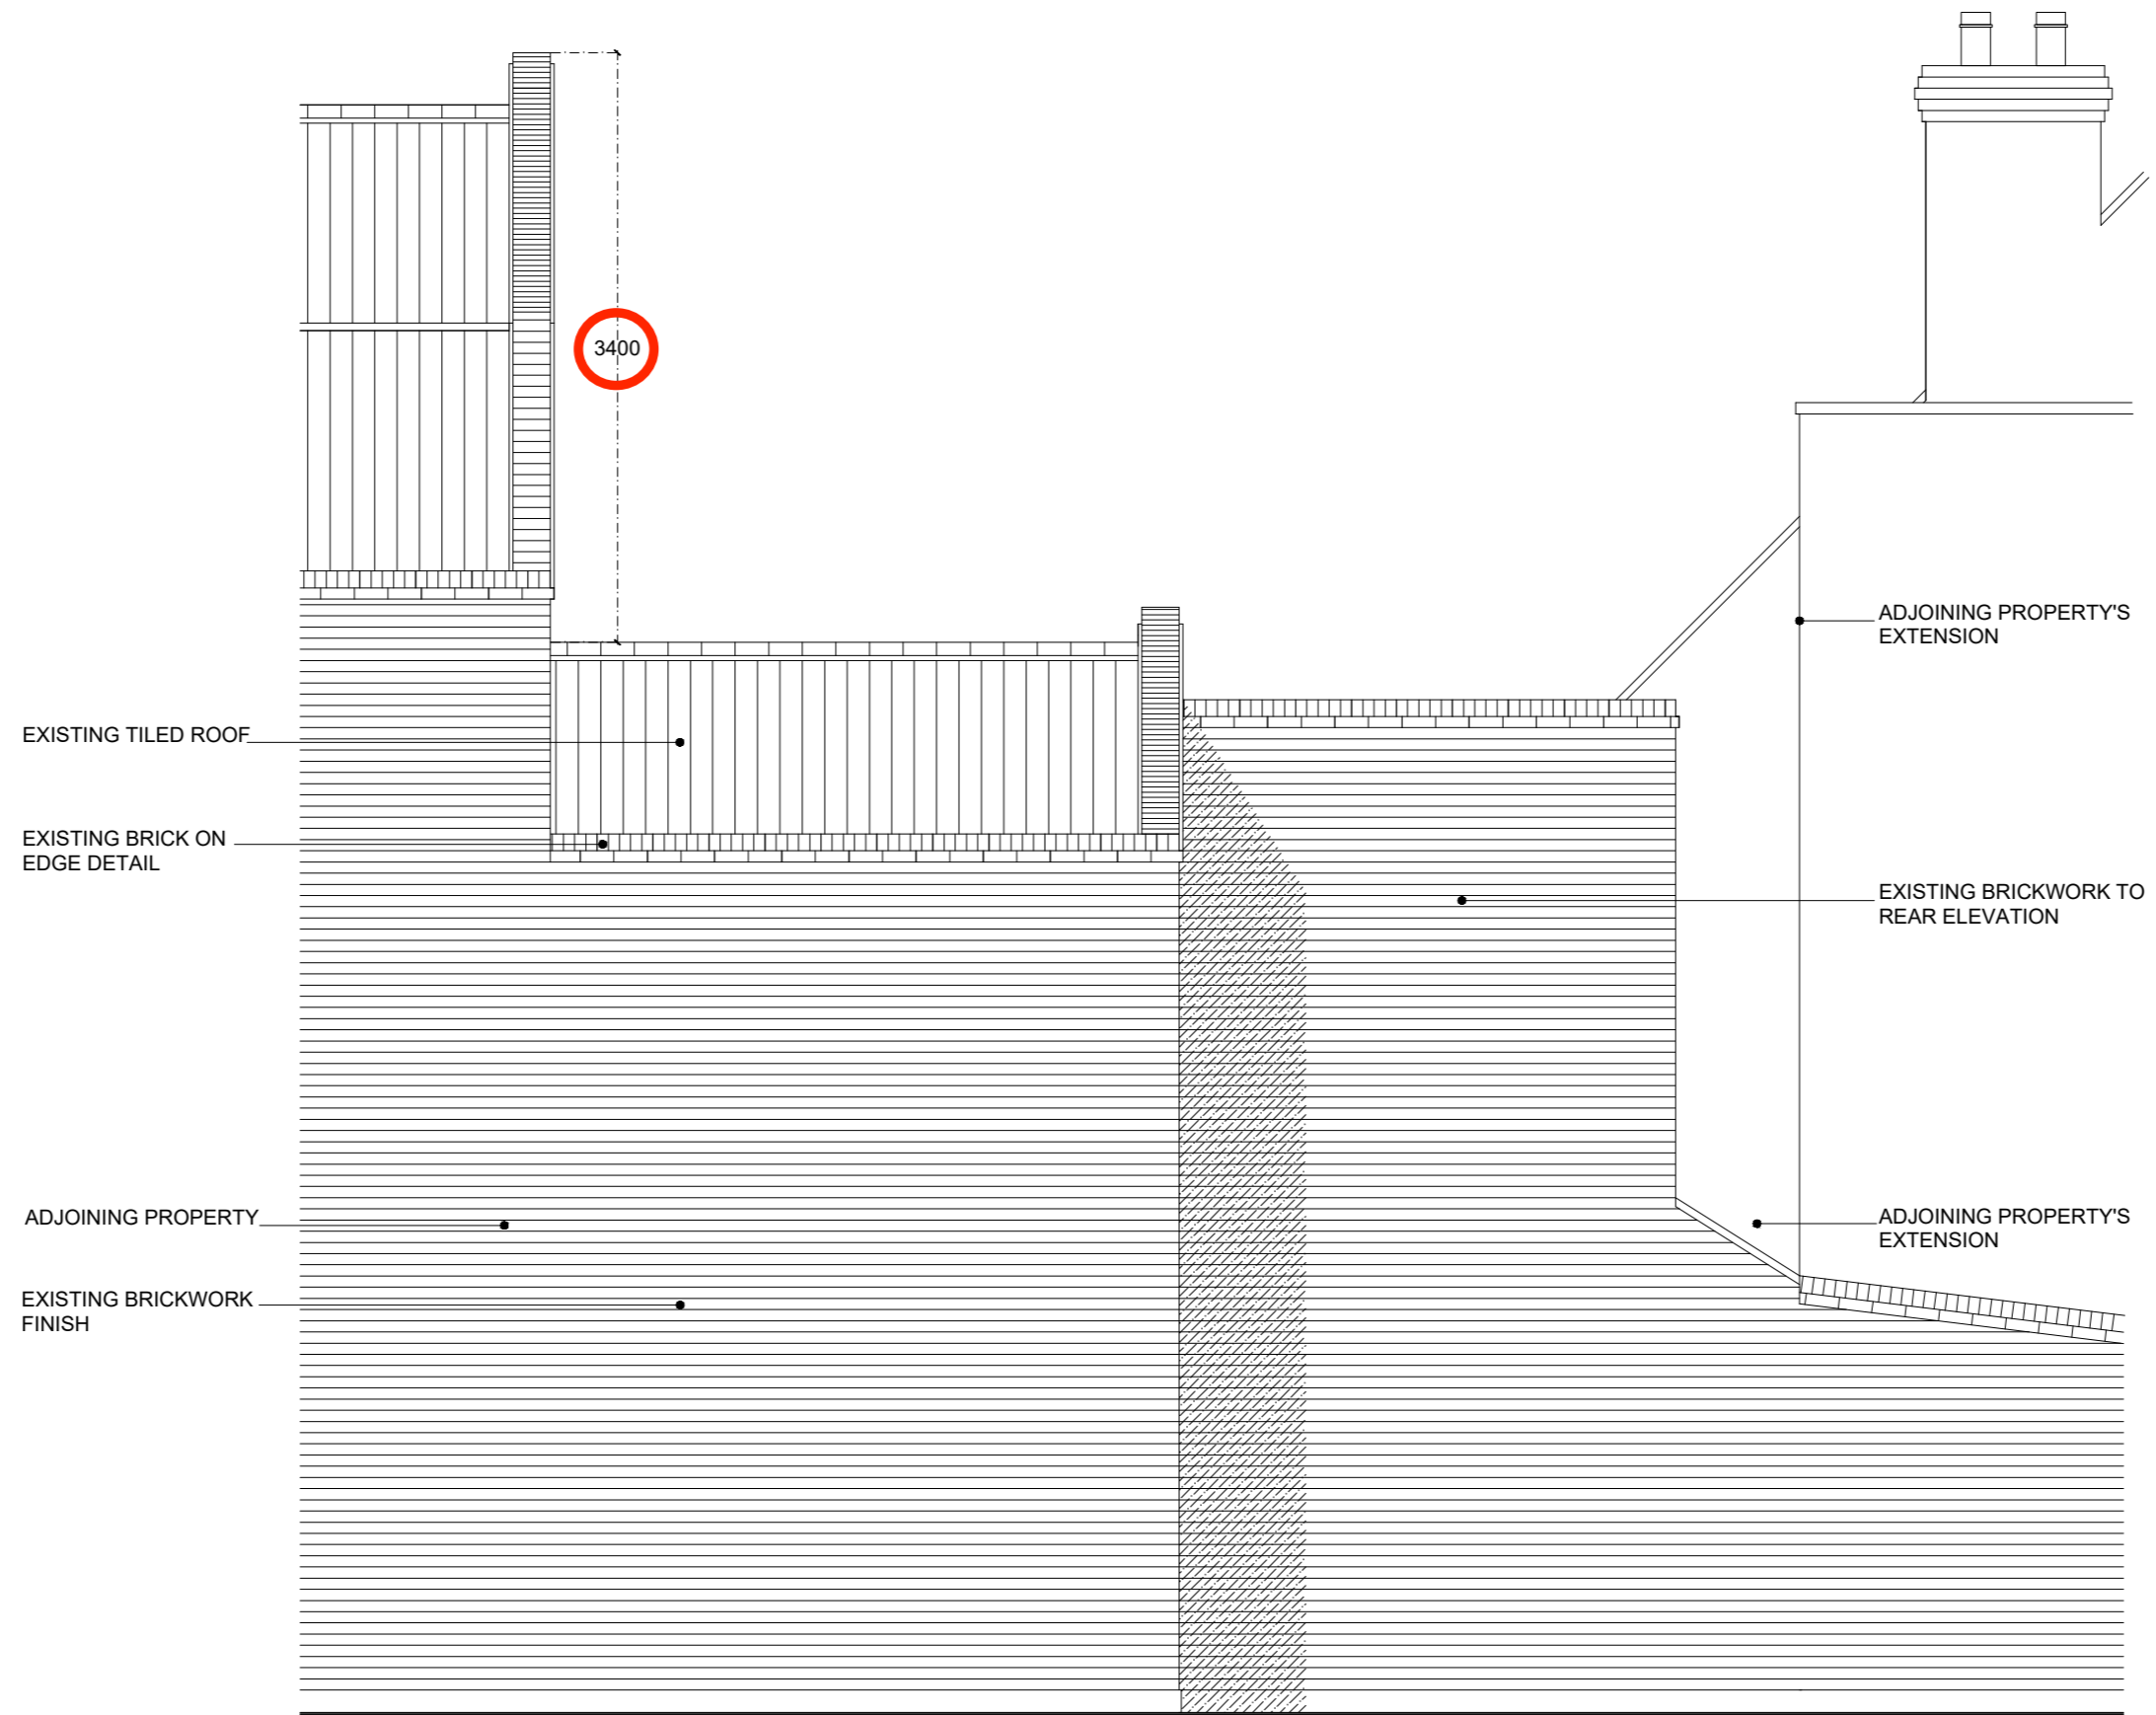 3400
ADJOINING PROPERTY'S
EXTENSION
EXISTING TILED ROOF
EXISTING BRICK ON
EDGE DETAIL
EXISTING BRICKWORK TO
REAR ELEVATION
ADJOINING PROPERTY
ADJOINING PROPERTY'S
EXTENSION
EXISTING BRICKWORK
FINISH